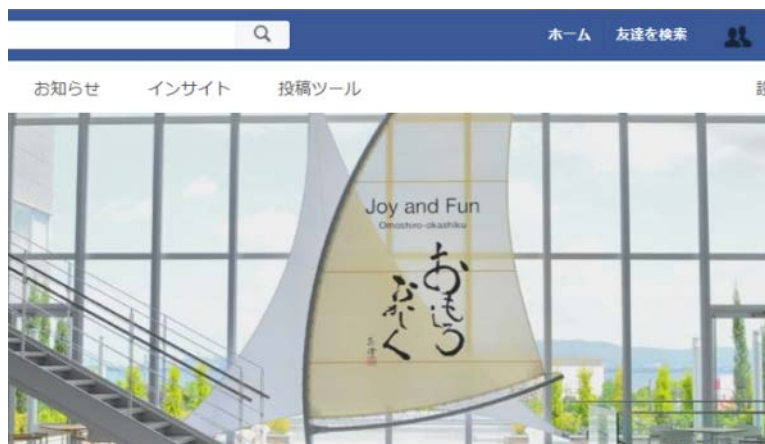 ホーム 友達を検索
お知らせ インサイト 投稿ツール
Joy and Fun
Omoshiro-okashiku
おもしろ
おかしく